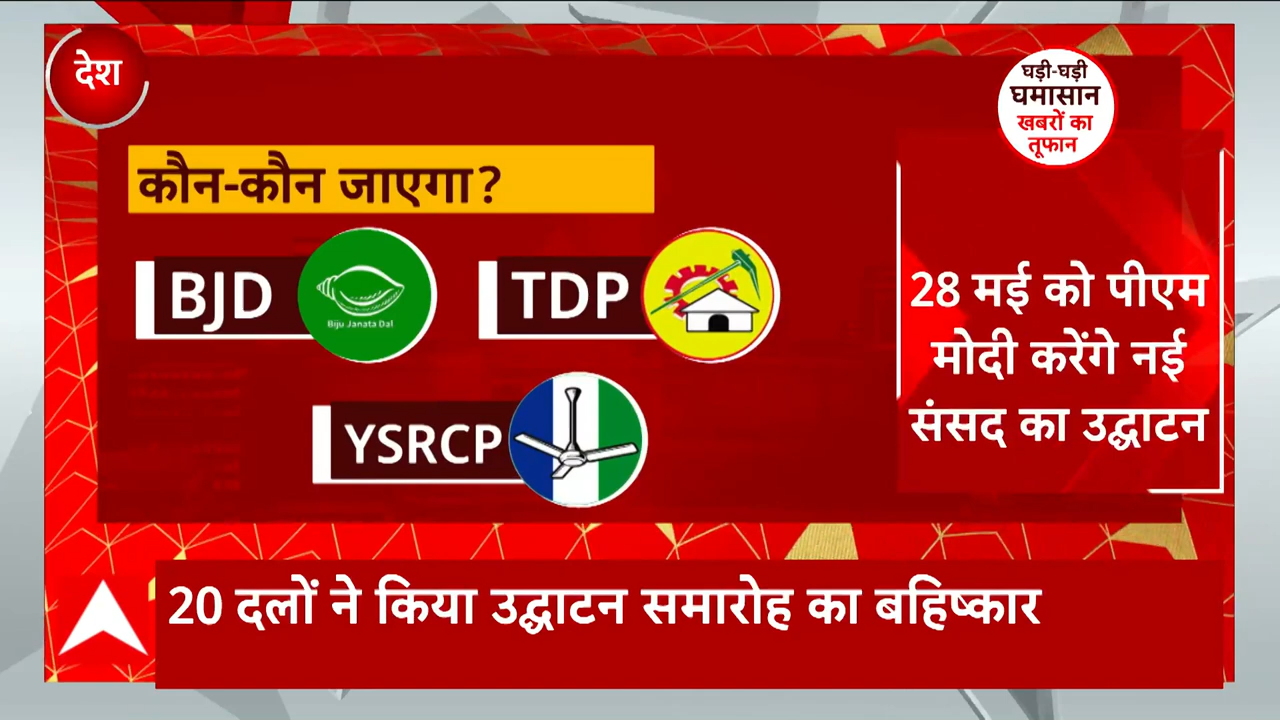 देश
घड़ी-घड़ी
घमासान
खबरों का
तूफान
कौन-कौन जाएगा?
BJD
Biju Janata Dal
TDP
YSRCP
28 मई को पीएम
मोदी करेंगे नई
संसद का उद्घाटन
20 दलों ने किया उद्घाटन समारोह का बहिष्कार